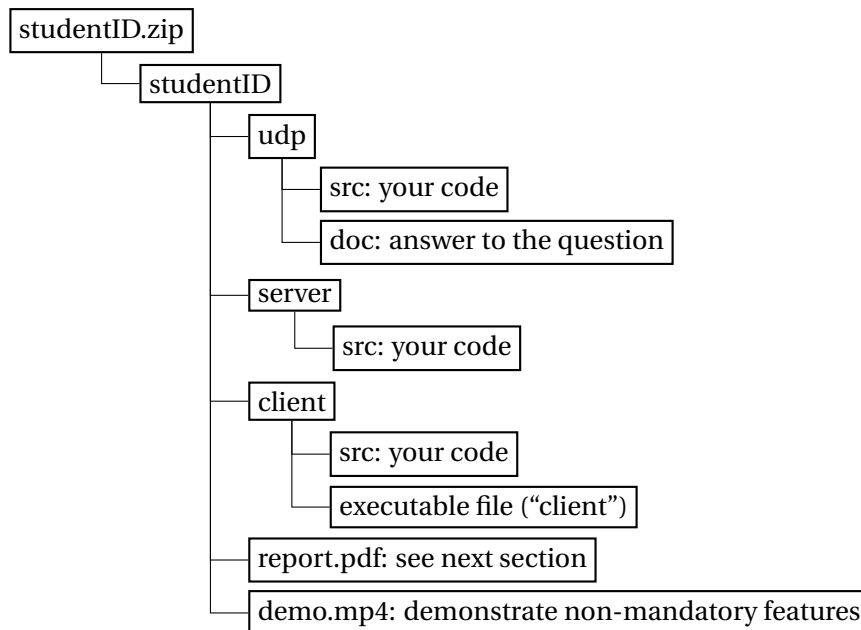 studentID.zip
studentID
udp
src: your code
doc: answer to the question
server
src: your code
client
src: your code
executable file (“client”)
report.pdf: see next section
demo.mp4: demonstrate non-mandatory features